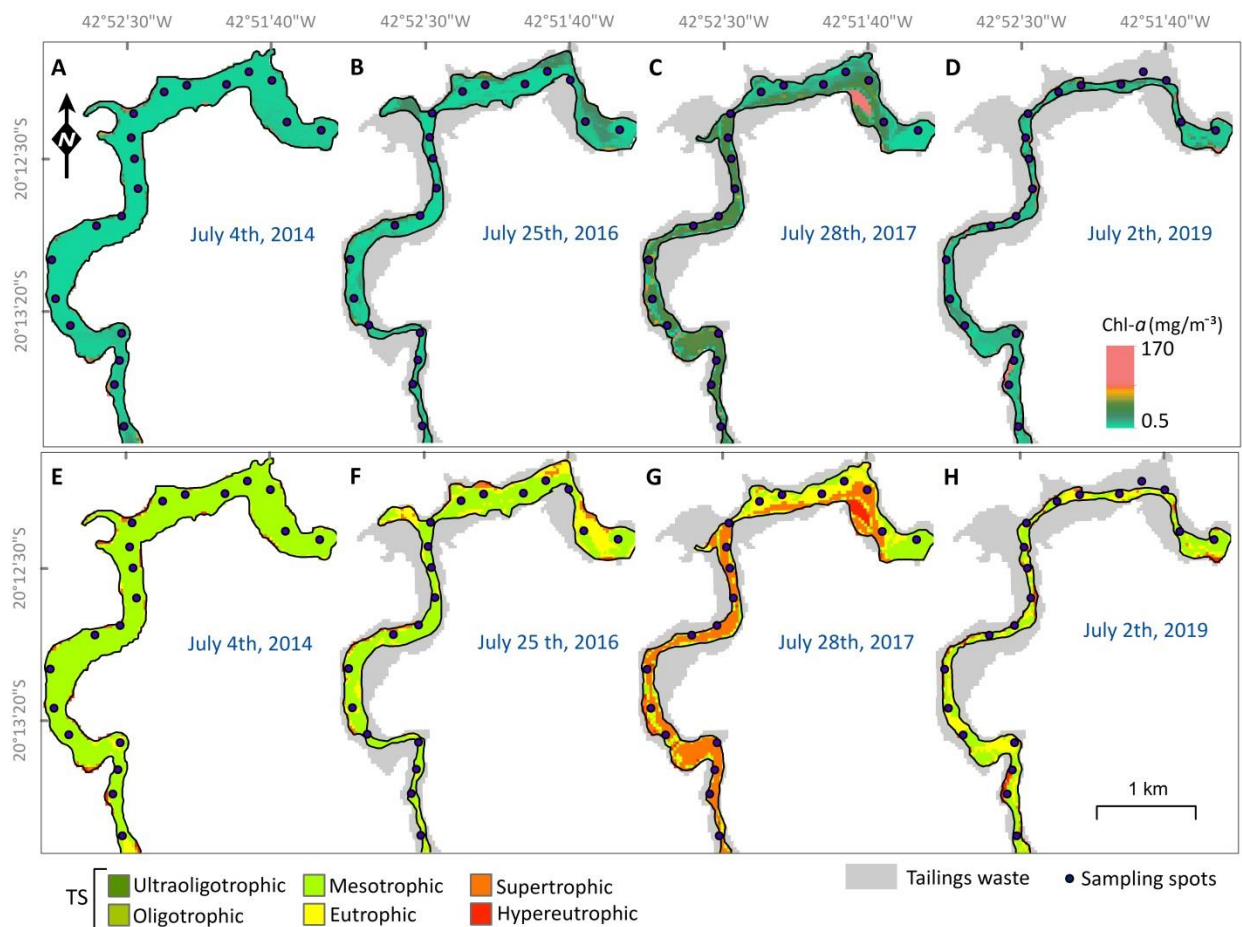 42°52'30"W 42°51'40"W 42°52'30"W 42°51'40"W 42°52'30"W 42°51'40"W 42°52'30"W 42°51'40"W
A B C D
N
20°12'30"S
July 4th, 2014 July 25th, 2016 July 28th, 2017 July 2th, 2019
20°13'20"S
Chl-a (mg/m⁻³)
170
0.5
E F G H
20°12'30"S
July 4th, 2014 July 25 th, 2016 July 28th, 2017 July 2th, 2019
20°13'20"S
1 km
TS
Ultraoligotrophic Mesotrophic Supertrophic Tailings waste Sampling spots
Oligotrophic Eutrophic Hypereutrophic